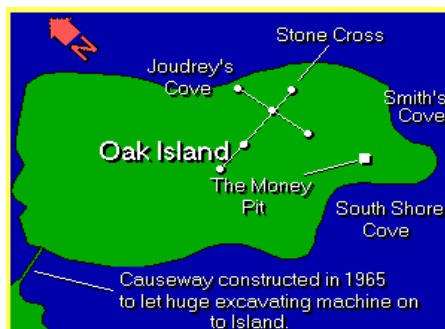 N
Stone Cross
Joudrey's
Cove
Smith's
Cove
Oak Island
The Money
Pit
South Shore
Cove
Causeway constructed in 1965
to let huge excavating machine on
to Island.